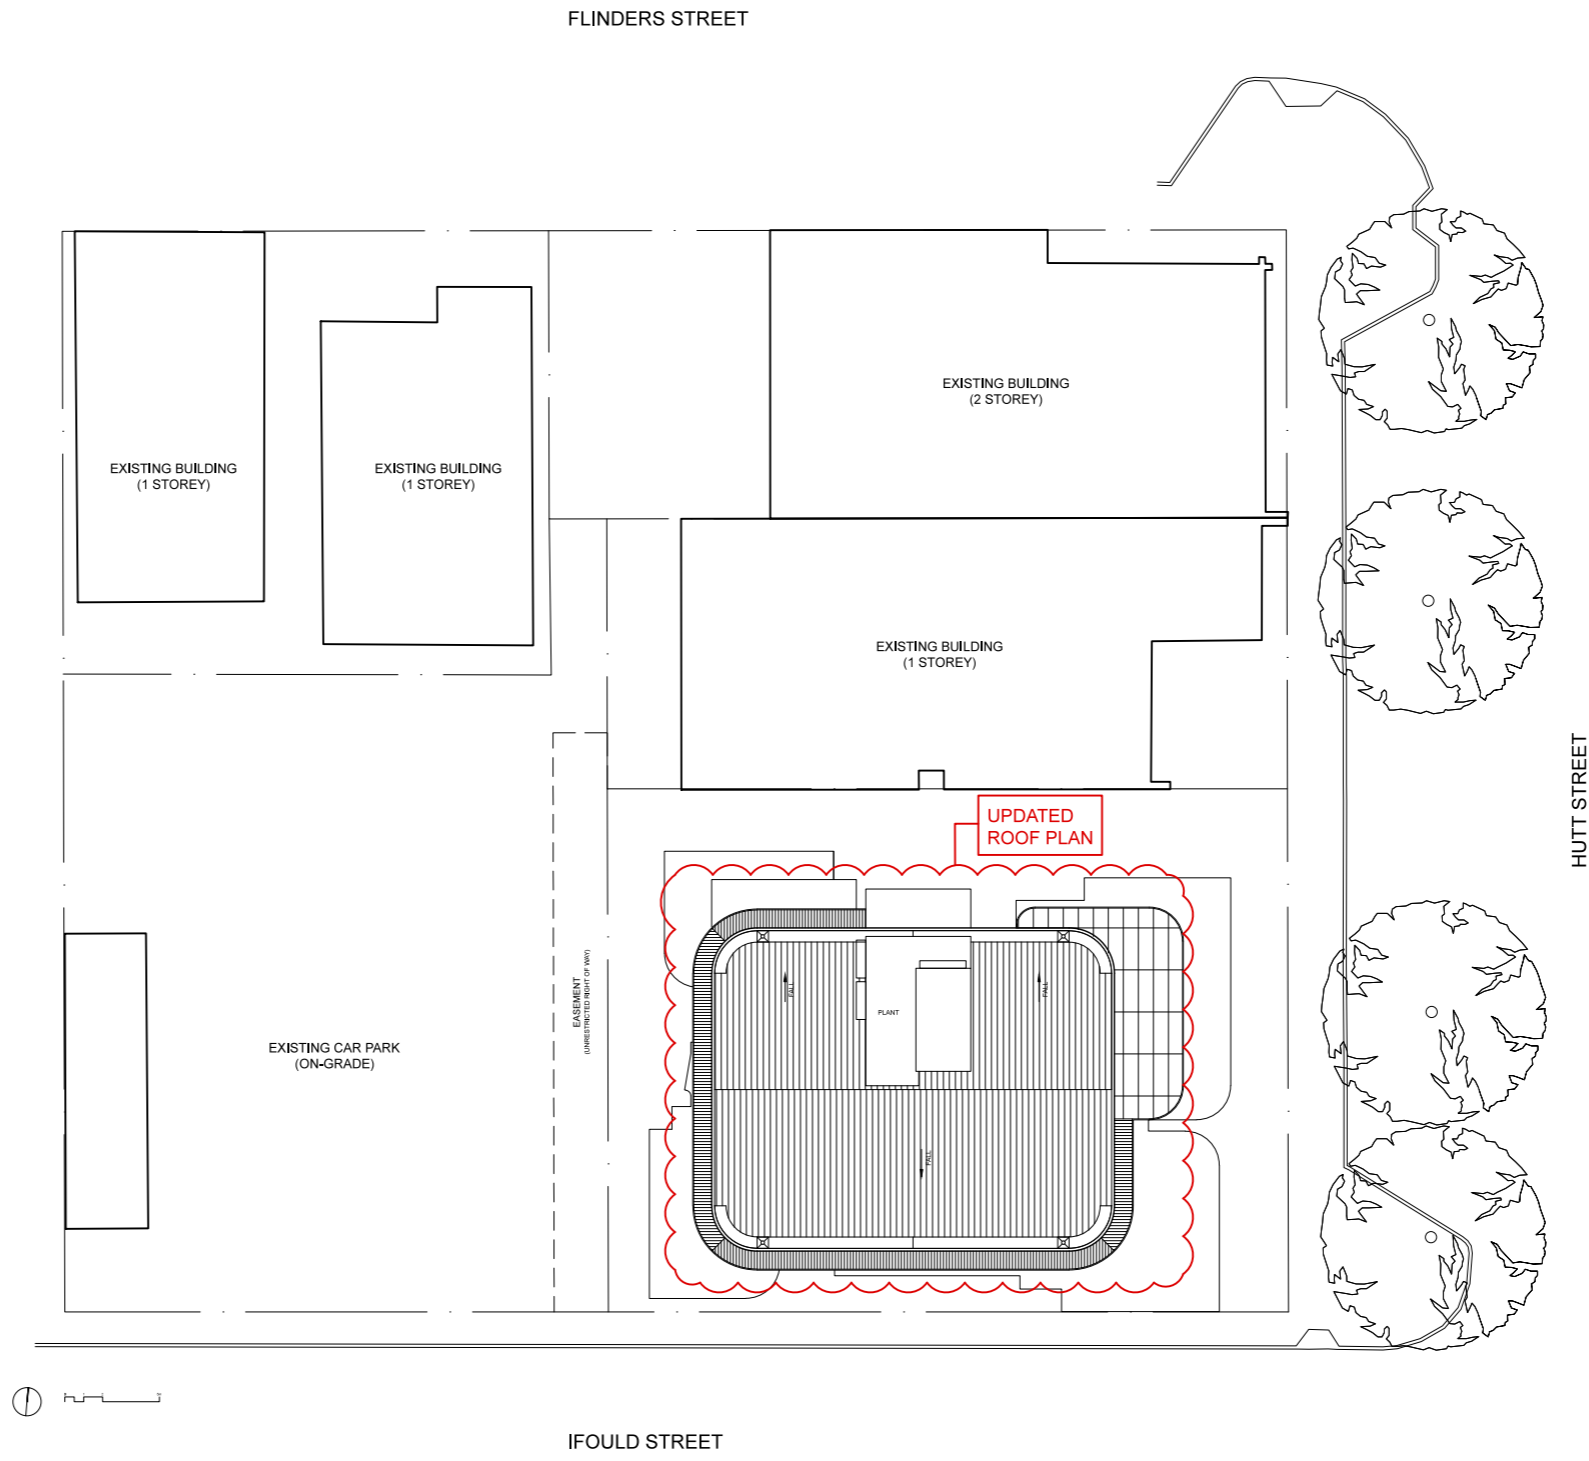 FLINDERS STREET
EXISTING BUILDING
(2 STOREY)
EXISTING BUILDING
(1 STOREY)
EXISTING BUILDING
(1 STOREY)
EXISTING BUILDING
(1 STOREY)
HUTT STREET
UPDATED
ROOF PLAN
EASEMENT
(UNRESTRICTED RIGHT OF WAY)
FALL
FALL
PLANT
EXISTING CAR PARK
(ON-GRADE)
FALL
IFOULD STREET